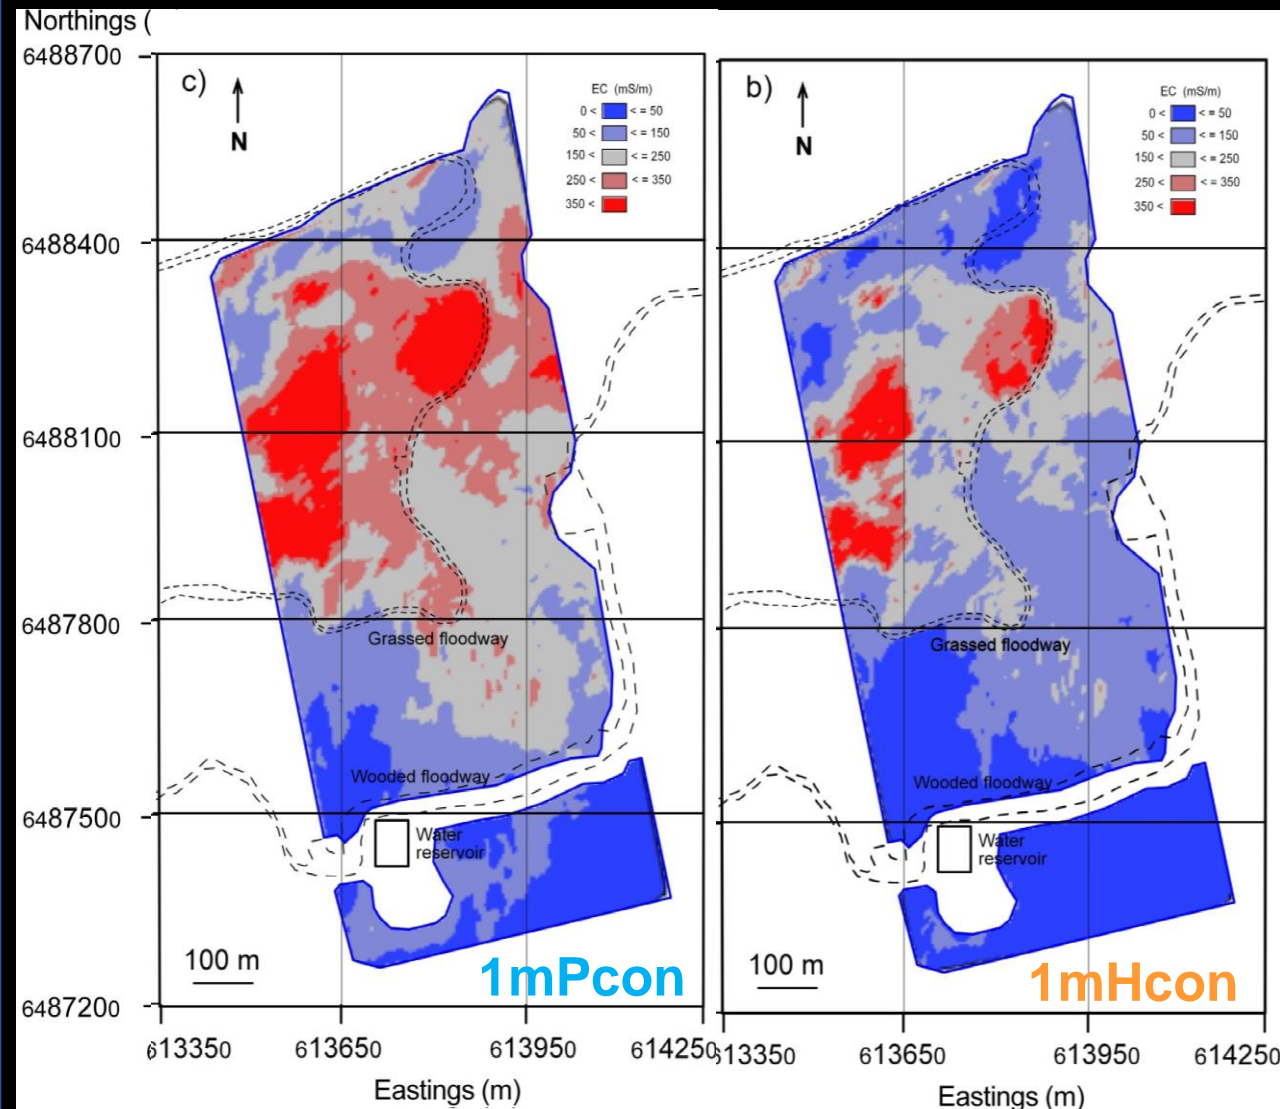 Northings (
6488700
6488400
6488100
6487800
6487500
6487200
c)
N
EC (mS/m)
0 < < = 50
50 < < = 150
150 < < = 250
250 < < = 350
350 <
Grassed floodway
Wooded floodway
Water
reservoir
100 m
1mPcon
613350 613650 613950 614250
Eastings (m)
b)
N
EC (mS/m)
0 < < = 50
50 < < = 150
150 < < = 250
250 < < = 350
350 <
Grassed floodway
Wooded floodway
Water
reservoir
100 m
1mHcon
613350 613650 613950 614250
Eastings (m)